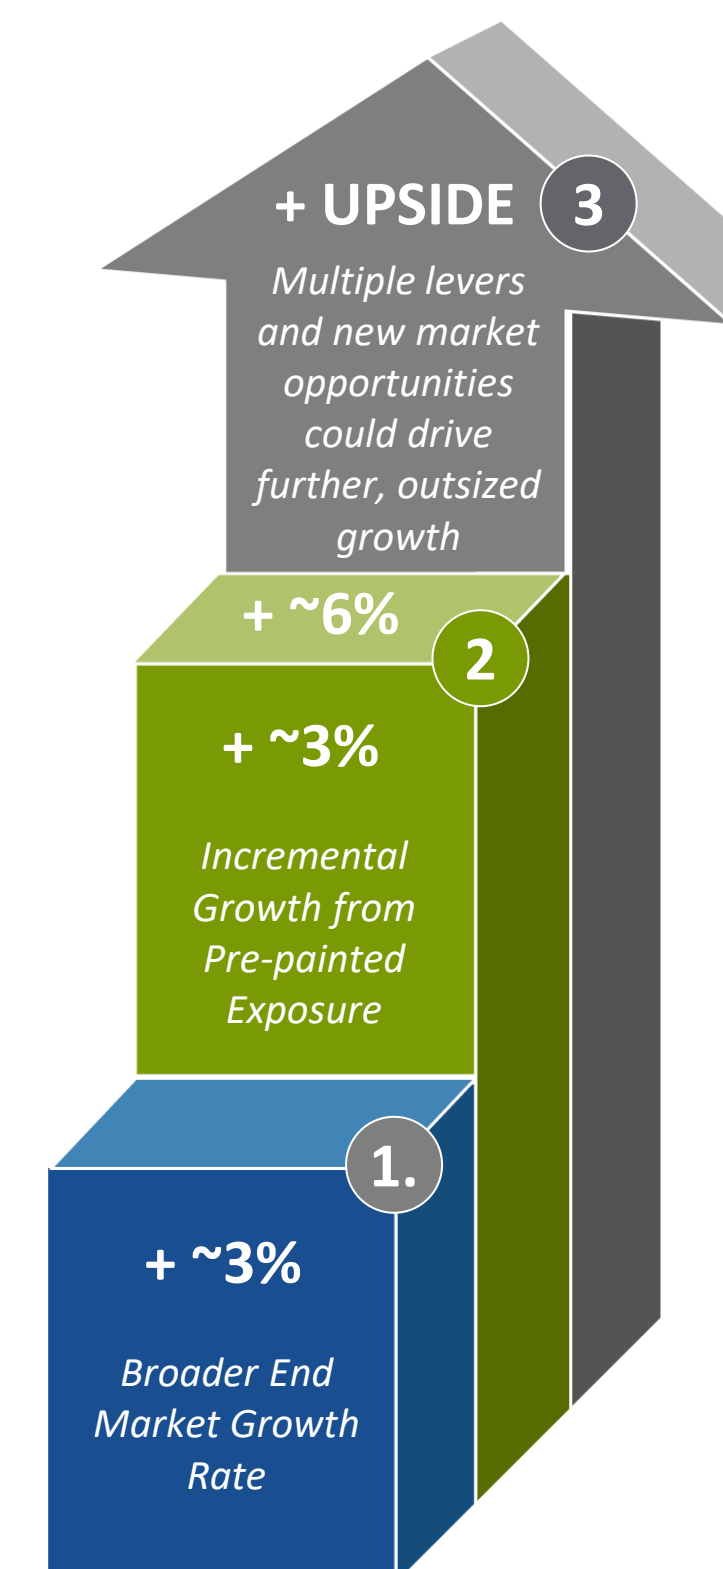 + UPSIDE 3
Multiple levers
and new market
opportunities
could drive
further, outsized
growth
+ ~6%
2
+ ~3%
Incremental
Growth from
Pre-painted
Exposure
1.
+ ~3%
Broader End
Market Growth
Rate